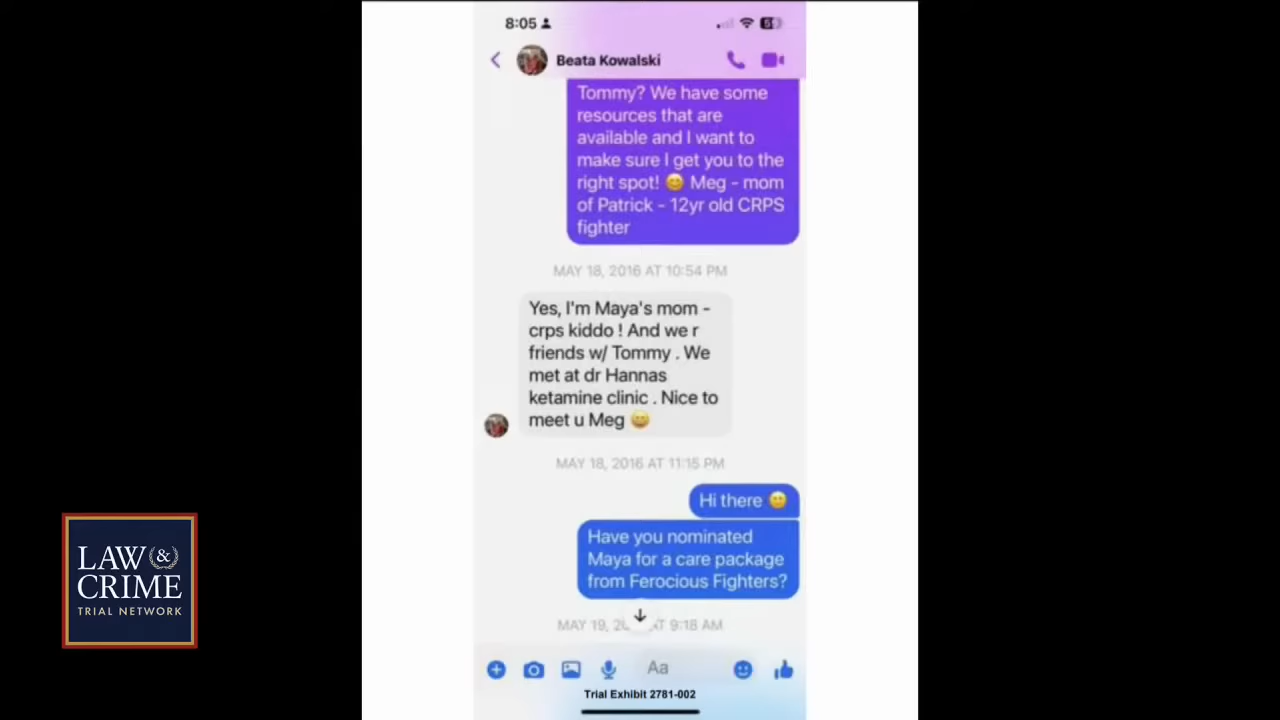 8:05
Beata Kowalski
Tommy? We have some
resources that are
available and I want to
make sure I get you to the
right spot! 😊 Meg - mom
of Patrick - 12yr old CRPS
fighter
MAY 18, 2016 AT 10:54 PM
Yes, I'm Maya's mom -
crps kiddo ! And we r
friends w/ Tommy . We
met at dr Hannas
ketamine clinic . Nice to
meet u Meg 😀
MAY 18, 2016 AT 11:15 PM
Hi there 😊
Have you nominated
Maya for a care package
from Ferocious Fighters?
MAY 19, AT 9:18 AM
Aa
Trial Exhibit 2781-002
LAW &
CRIME
TRIAL NETWORK